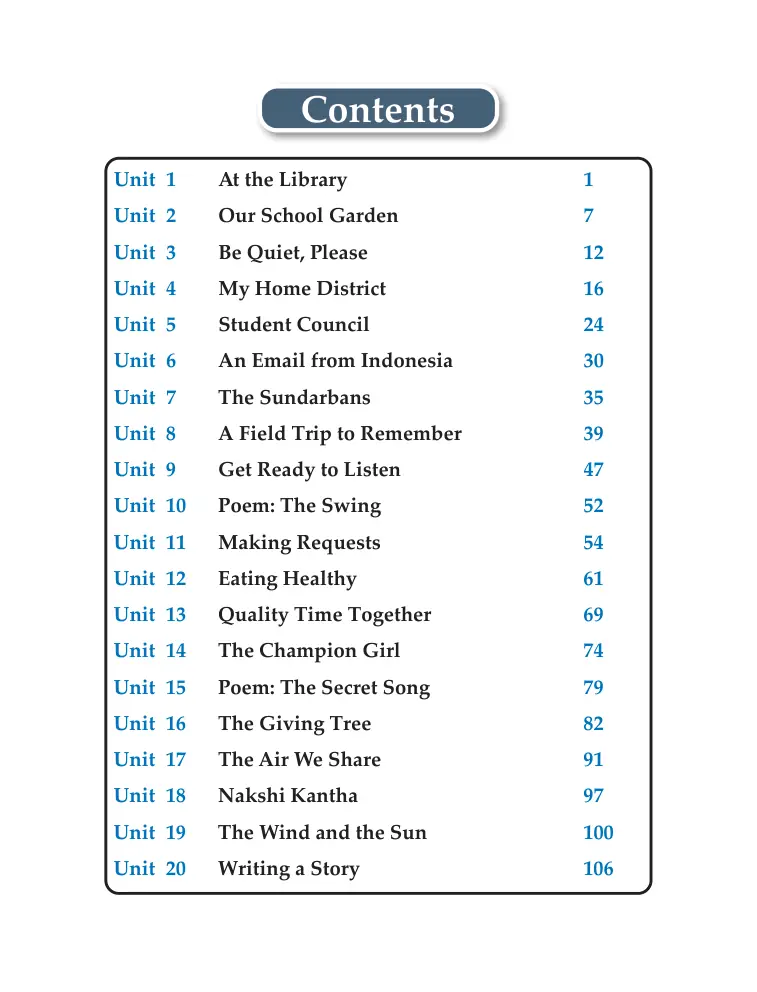 Contents
Unit 1 At the Library 1
Unit 2 Our School Garden 7
Unit 3 Be Quiet, Please 12
Unit 4 My Home District 16
Unit 5 Student Council 24
Unit 6 An Email from Indonesia 30
Unit 7 The Sundarbans 35
Unit 8 A Field Trip to Remember 39
Unit 9 Get Ready to Listen 47
Unit 10 Poem: The Swing 52
Unit 11 Making Requests 54
Unit 12 Eating Healthy 61
Unit 13 Quality Time Together 69
Unit 14 The Champion Girl 74
Unit 15 Poem: The Secret Song 79
Unit 16 The Giving Tree 82
Unit 17 The Air We Share 91
Unit 18 Nakshi Kantha 97
Unit 19 The Wind and the Sun 100
Unit 20 Writing a Story 106